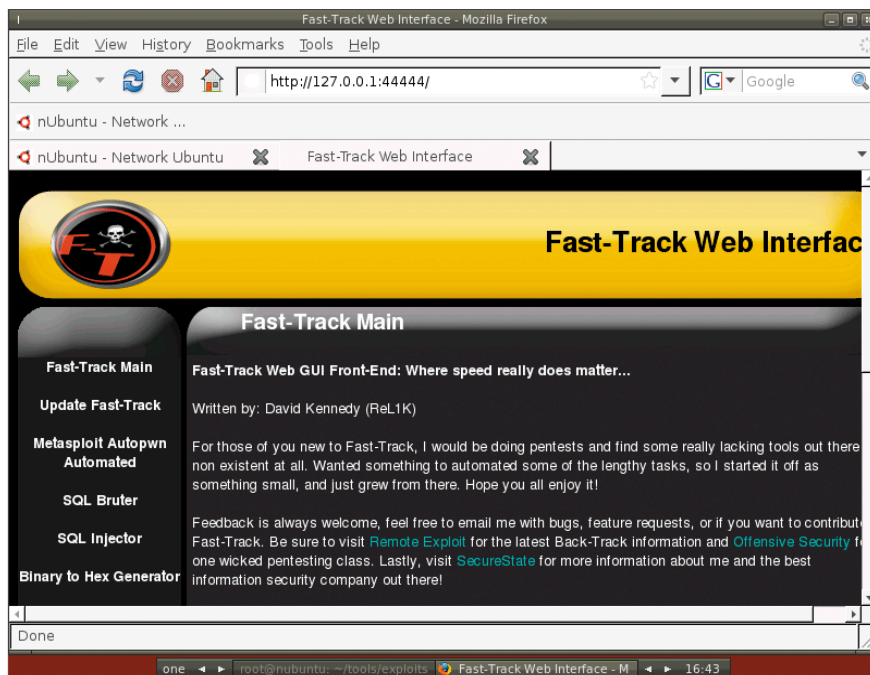 Fast-Track Web Interface - Mozilla Firefox
File Edit View History Bookmarks Tools Help
http://127.0.0.1:44444/
G Google
nUbuntu - Network ...
nUbuntu - Network Ubuntu
Fast-Track Web Interface
F-T
Fast-Track Web Interfac
Fast-Track Main
Fast-Track Main
Update Fast-Track
Metasploit Autopwn
Automated
SQL Bruter
SQL Injector
Binary to Hex Generator
Fast-Track Web GUI Front-End: Where speed really does matter...
Written by: David Kennedy (ReL1K)
For those of you new to Fast-Track, I would be doing pentests and find some really lacking tools out there
non existent at all. Wanted something to automated some of the lengthy tasks, so I started it off as
something small, and just grew from there. Hope you all enjoy it!
Feedback is always welcome, feel free to email me with bugs, feature requests, or if you want to contribut
Fast-Track. Be sure to visit Remote Exploit for the latest Back-Track information and Offensive Security f
one wicked pentesting class. Lastly, visit SecureState for more information about me and the best
information security company out there!
Done
one
root@nubuntu: ~/tools/exploits
Fast-Track Web Interface - M
16:43